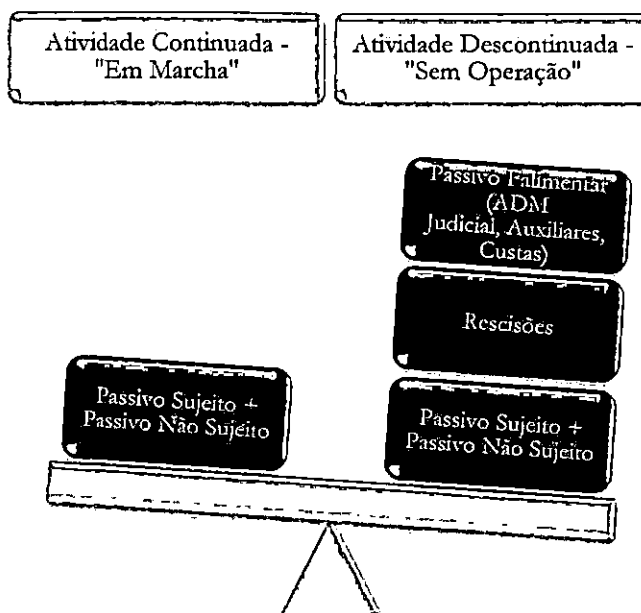 Atividade Continuada -
"Em Marcha"
Atividade Descontinuada -
"Sem Operação"
Passivo Falimentar
(ADM
Judicial, Auxiliares,
Custas)
Rescisões
Passivo Sujeito +
Passivo Não Sujeito
Passivo Sujeito +
Passivo Não Sujeito